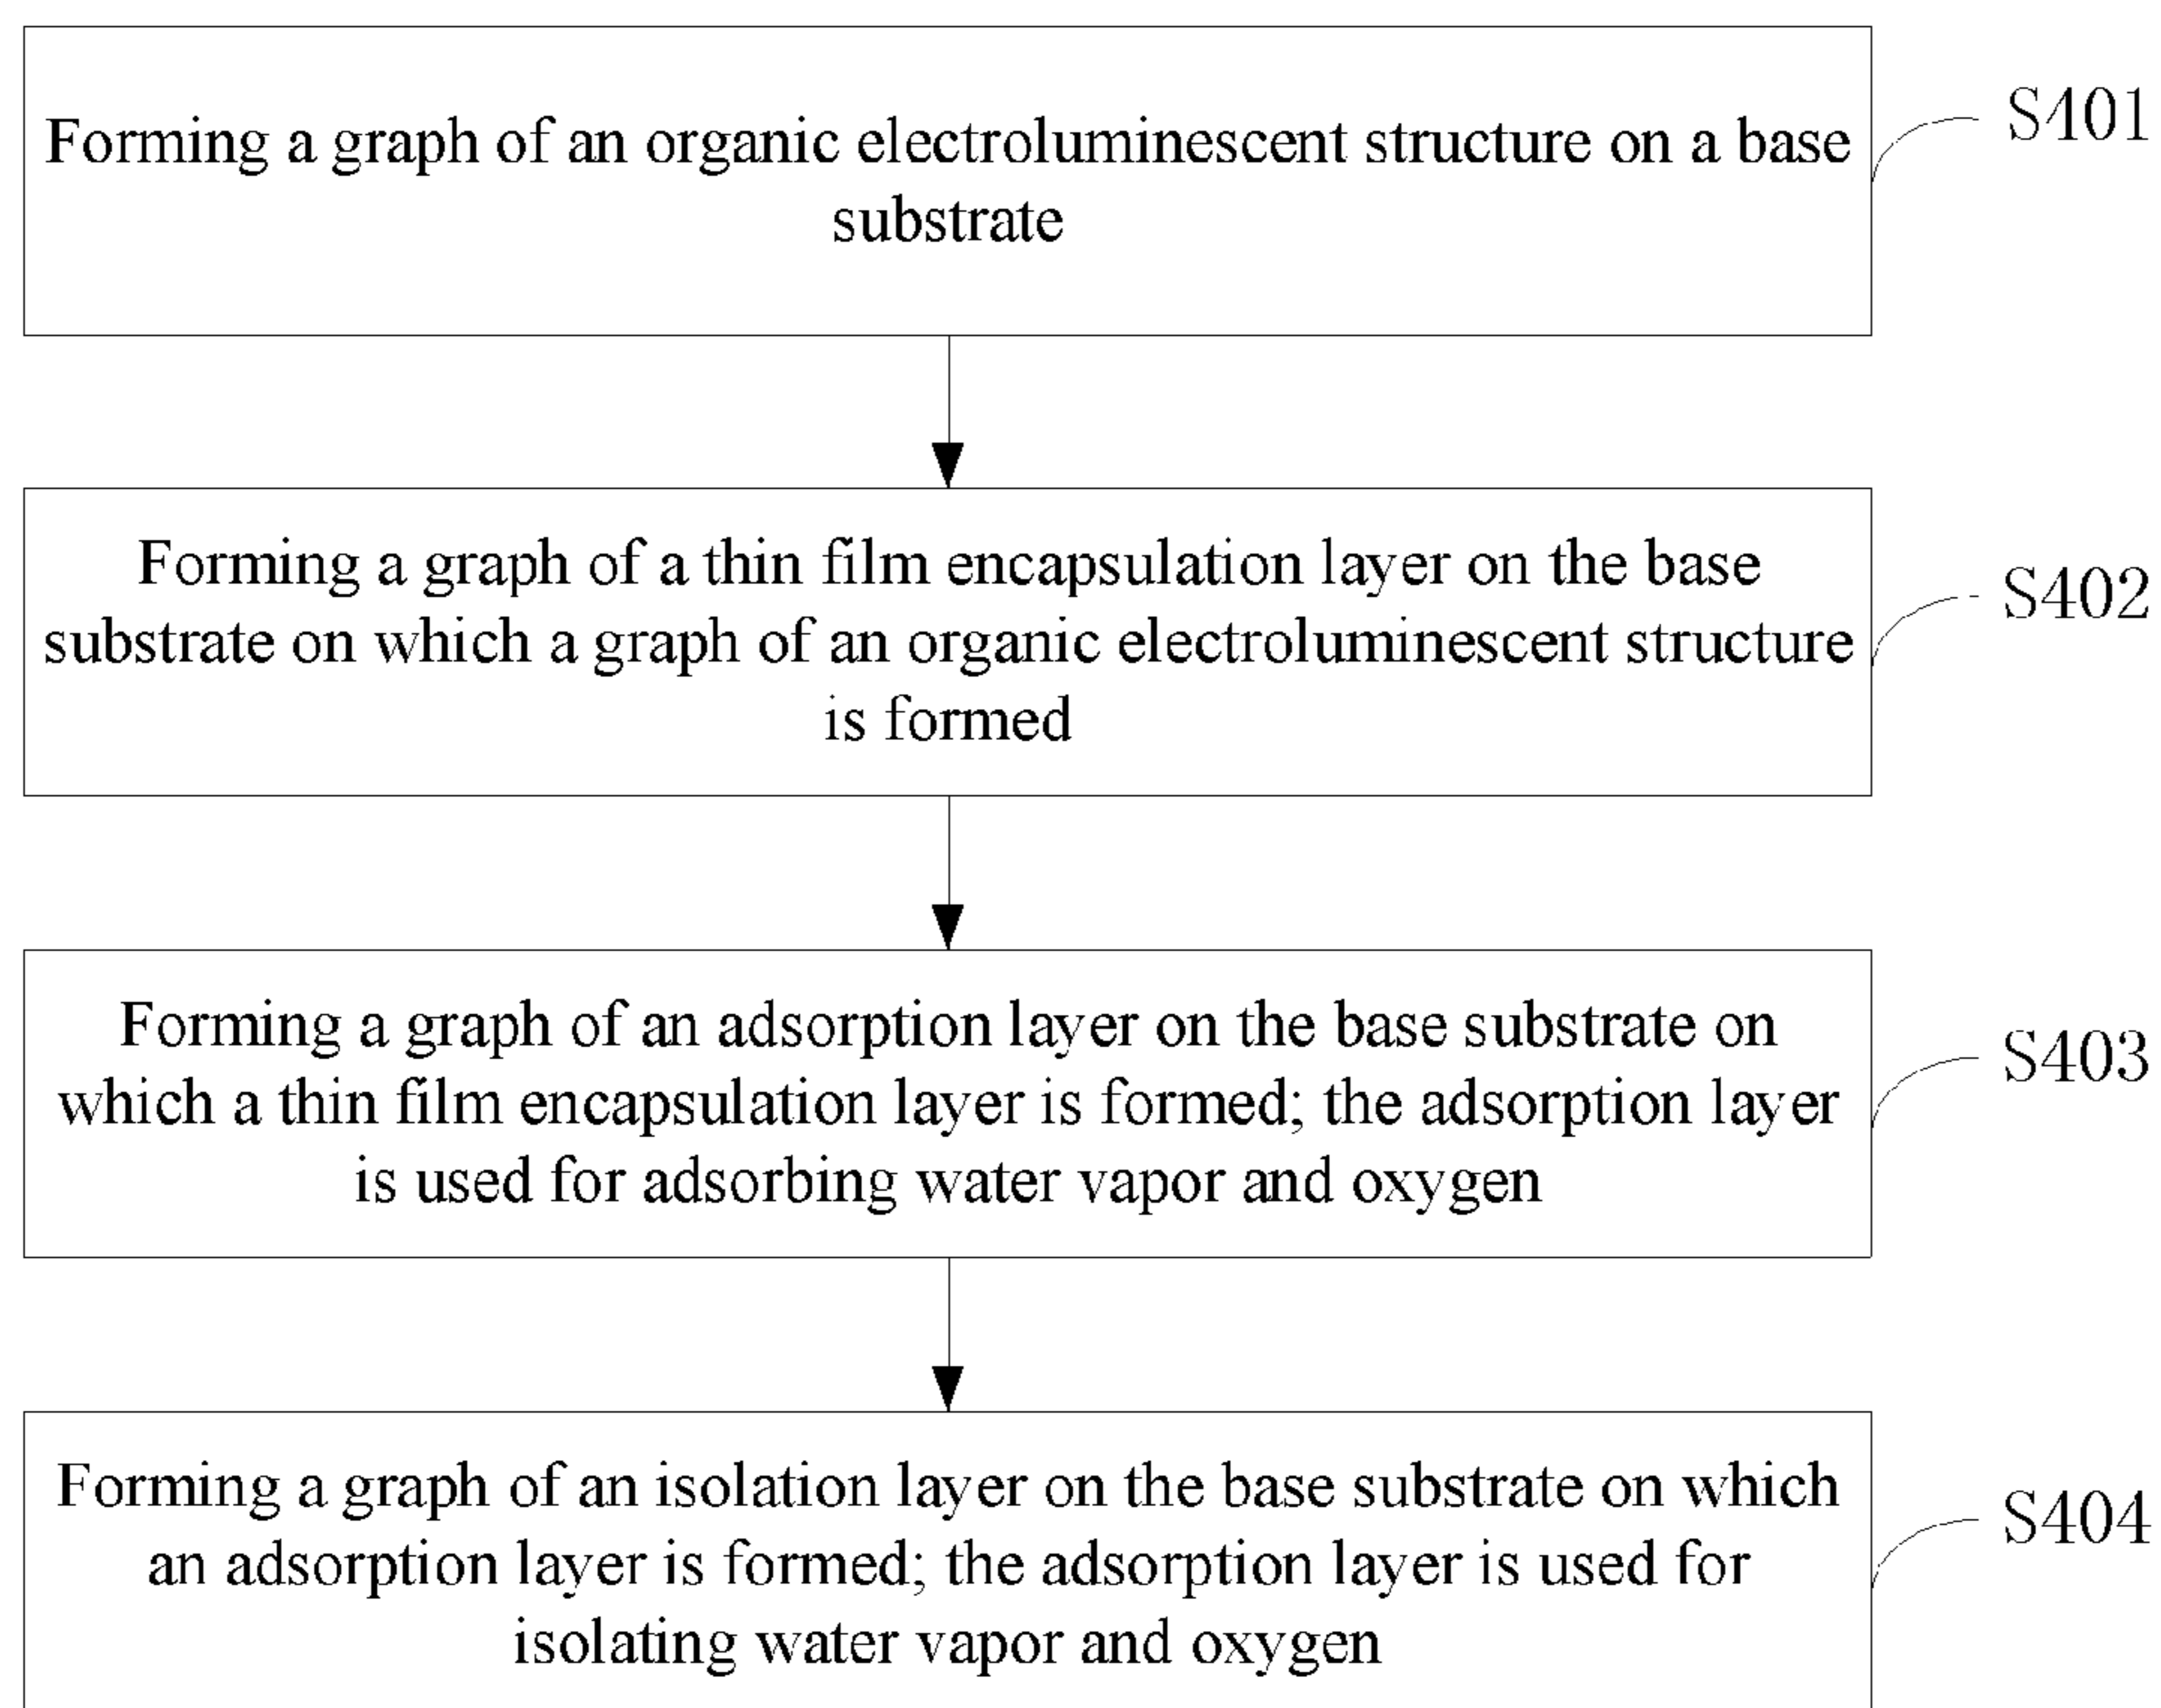 Forming a graph of an organic electroluminescent structure on a base
substrate
S401
Forming a graph of a thin film encapsulation layer on the base
substrate on which a graph of an organic electroluminescent structure
is formed
S402
Forming a graph of an adsorption layer on the base substrate on
which a thin film encapsulation layer is formed; the adsorption layer
is used for adsorbing water vapor and oxygen
S403
Forming a graph of an isolation layer on the base substrate on which
an adsorption layer is formed; the adsorption layer is used for
isolating water vapor and oxygen
S404